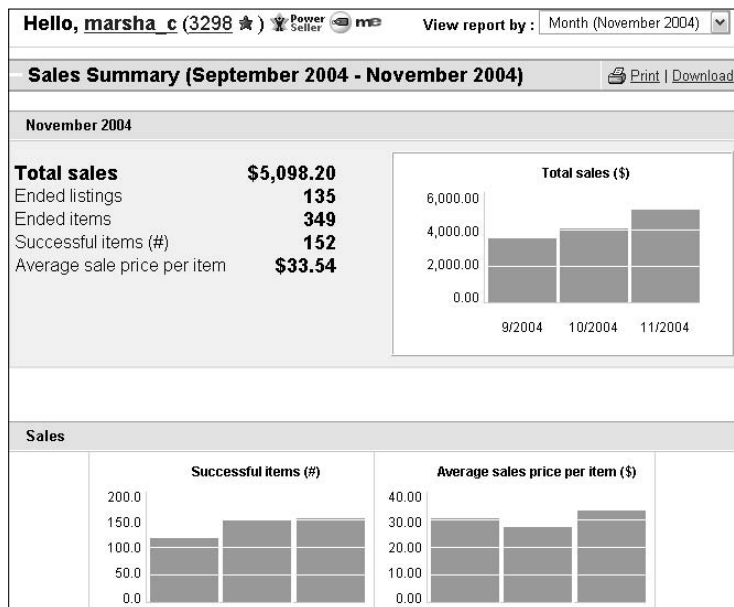 Hello, marsha_c (3298 ) Power Seller me View report by : Month (November 2004)
Sales Summary (September 2004 - November 2004) Print | Download
November 2004
Total sales $5,098.20
Ended listings 135
Ended items 349
Successful items (#) 152
Average sale price per item $33.54
Total sales ($)
6,000.00
4,000.00
2,000.00
0.00
9/2004 10/2004 11/2004
Sales
Successful items (#)
200.0
150.0
100.0
50.0
0.0
Average sales price per item ($)
40.00
30.00
20.00
10.00
0.00